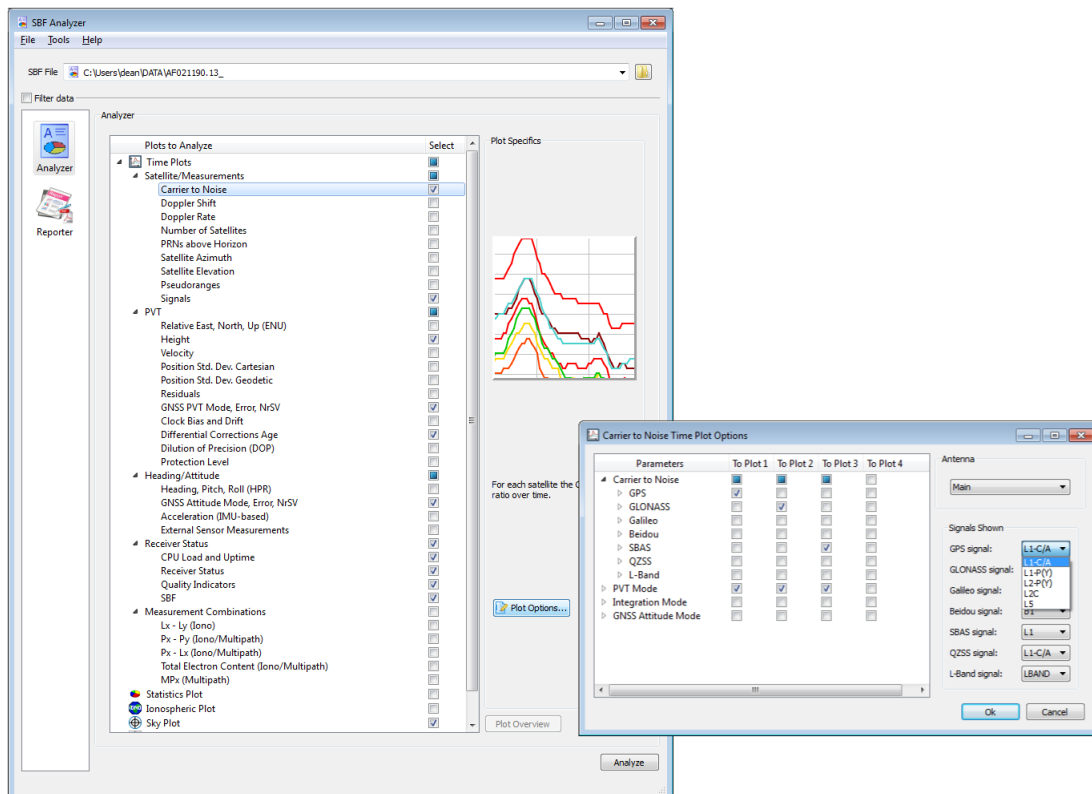 SBF Analyzer
File Tools Help
SBF File C:\Users\dean\DATA\AF021190.13_
Filter data
Analyzer
Reporter
Analyzer
Plots to Analyze Select
Time Plots
Satellite/Measurements
Carrier to Noise
Doppler Shift
Doppler Rate
Number of Satellites
PRNs above Horizon
Satellite Azimuth
Satellite Elevation
Pseudoranges
Signals
PVT
Relative East, North, Up (ENU)
Height
Velocity
Position Std. Dev. Cartesian
Position Std. Dev. Geodetic
Residuals
GNSS PVT Mode, Error, NrSV
Clock Bias and Drift
Differential Corrections Age
Dilution of Precision (DOP)
Protection Level
Heading/Attitude
Heading, Pitch, Roll (HPR)
GNSS Attitude Mode, Error, NrSV
Acceleration (IMU-based)
External Sensor Measurements
Receiver Status
CPU Load and Uptime
Receiver Status
Quality Indicators
SBF
Measurement Combinations
Lx - Ly (Iono)
Px - Py (Iono/Multipath)
Px - Lx (Iono/Multipath)
Total Electron Content (Iono/Multipath)
MPx (Multipath)
Statistics Plot
Ionospheric Plot
Sky Plot
Plot Specifics
For each satellite the
ratio over time.
Plot Options...
Plot Overview
Analyze
Carrier to Noise Time Plot Options
Parameters To Plot 1 To Plot 2 To Plot 3 To Plot 4
Carrier to Noise
GPS
GLONASS
Galileo
Beidou
SBAS
QZSS
L-Band
PVT Mode
Integration Mode
GNSS Attitude Mode
Antenna
Main
Signals Shown
GPS signal: L1-C/A
L1-C/A
L1-P(Y)
L2-P(Y)
L2C
L5
GLONASS signal:
Galileo signal:
Beidou signal: B1
SBAS signal: L1
QZSS signal: L1-C/A
L-Band signal: LBAND
Ok Cancel